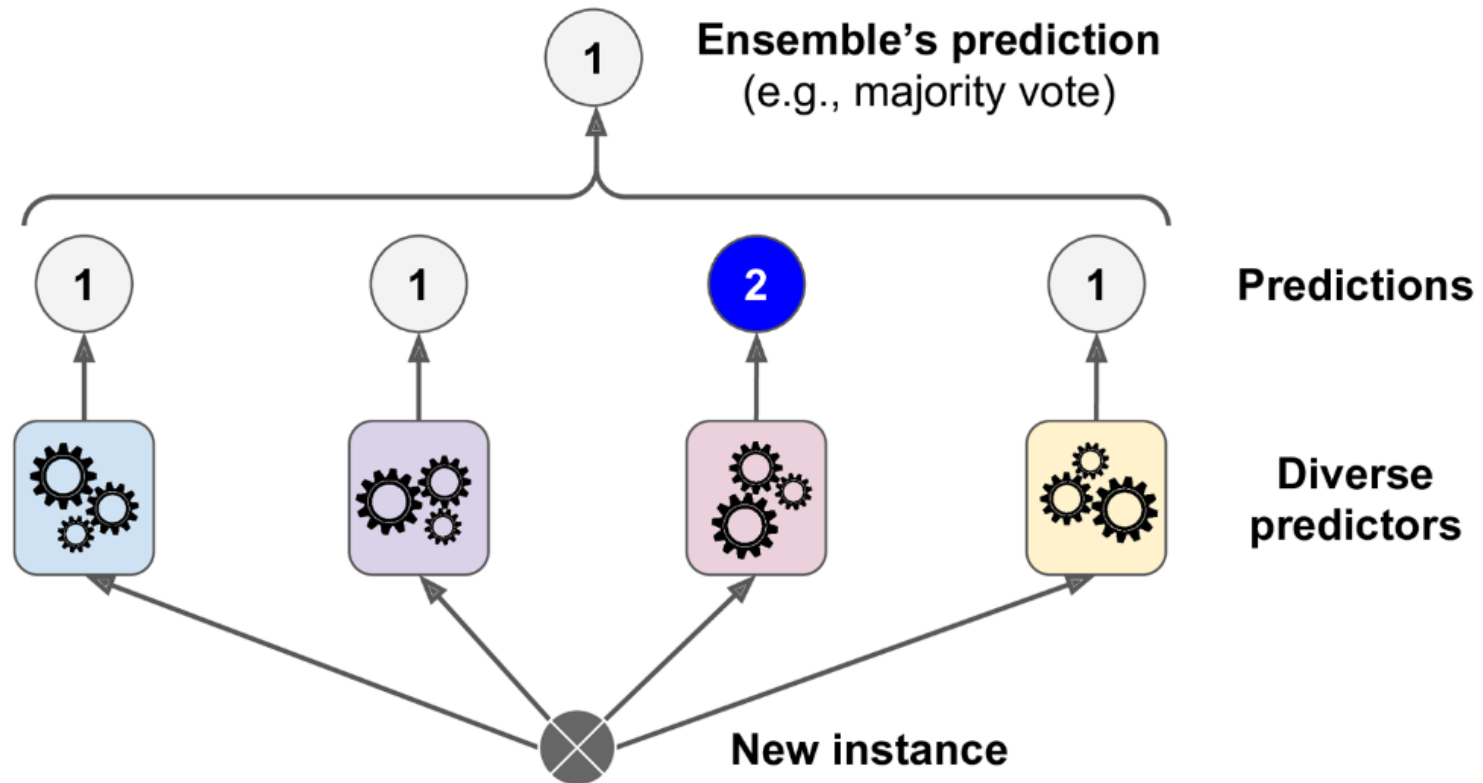 1
Ensemble’s prediction
(e.g., majority vote)
1 1 2 1 Predictions
Diverse
predictors
New instance